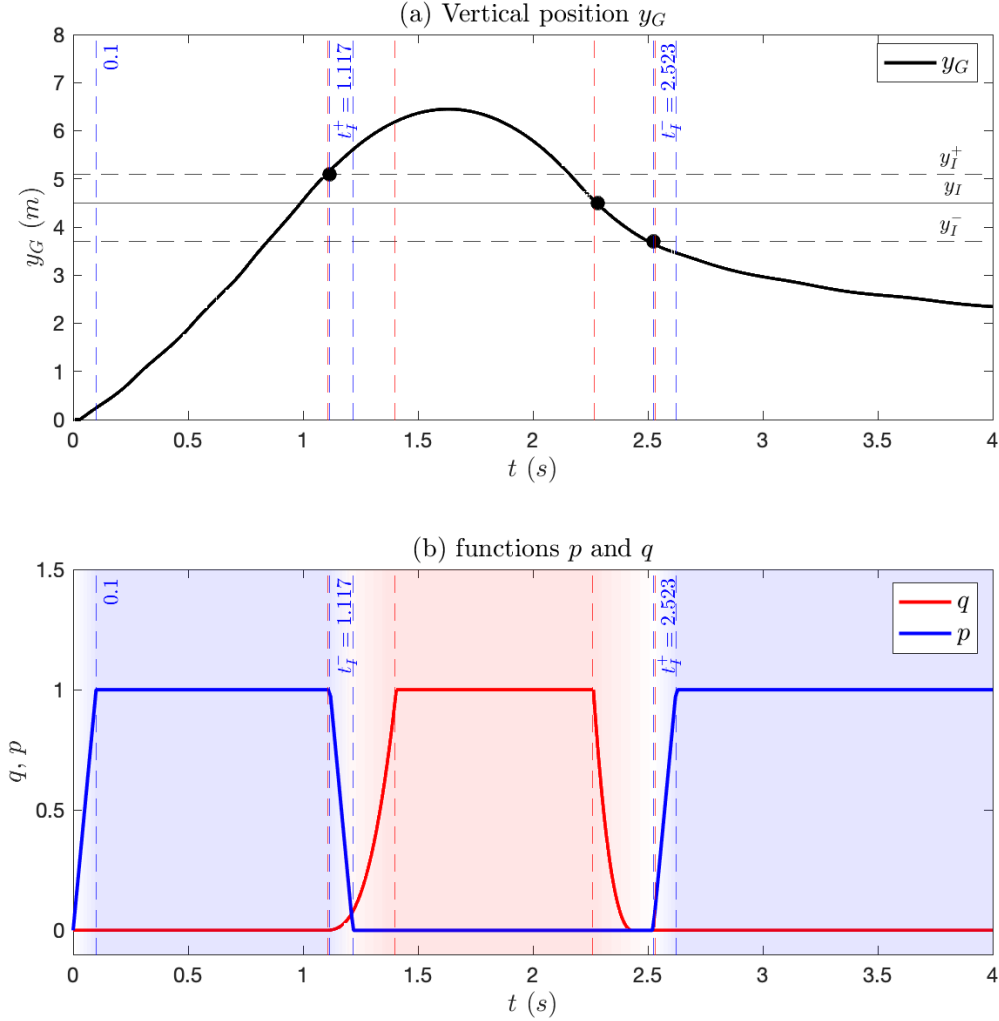 (a) Vertical position y_G
8
7
6
5
4
3
2
1
0
y_G (m)
0.1
t_I^+ = 1.117
t_I^- = 2.523
y_G
y_I^+
y_I
y_I^-
0 0.5 1 1.5 2 2.5 3 3.5 4
t (s)
(b) functions p and q
1.5
1
0.5
0
q, p
0.1
t_I^- = 1.117
t_I^+ = 2.523
q
p
0 0.5 1 1.5 2 2.5 3 3.5 4
t (s)